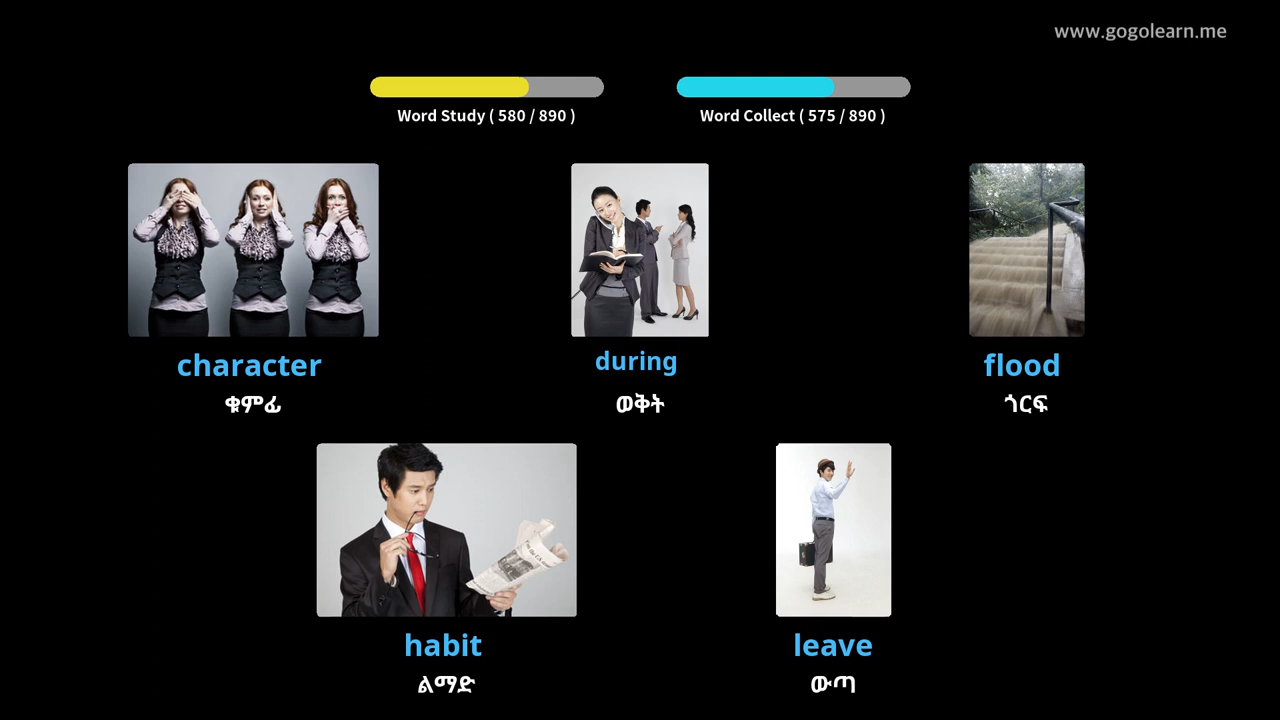 www.gogolearn.me
Word Study ( 580 / 890 )
Word Collect ( 575 / 890 )
character
ቁምፊ
during
ወቅት
flood
ጎርፍ
habit
ልማድ
leave
ውጣ